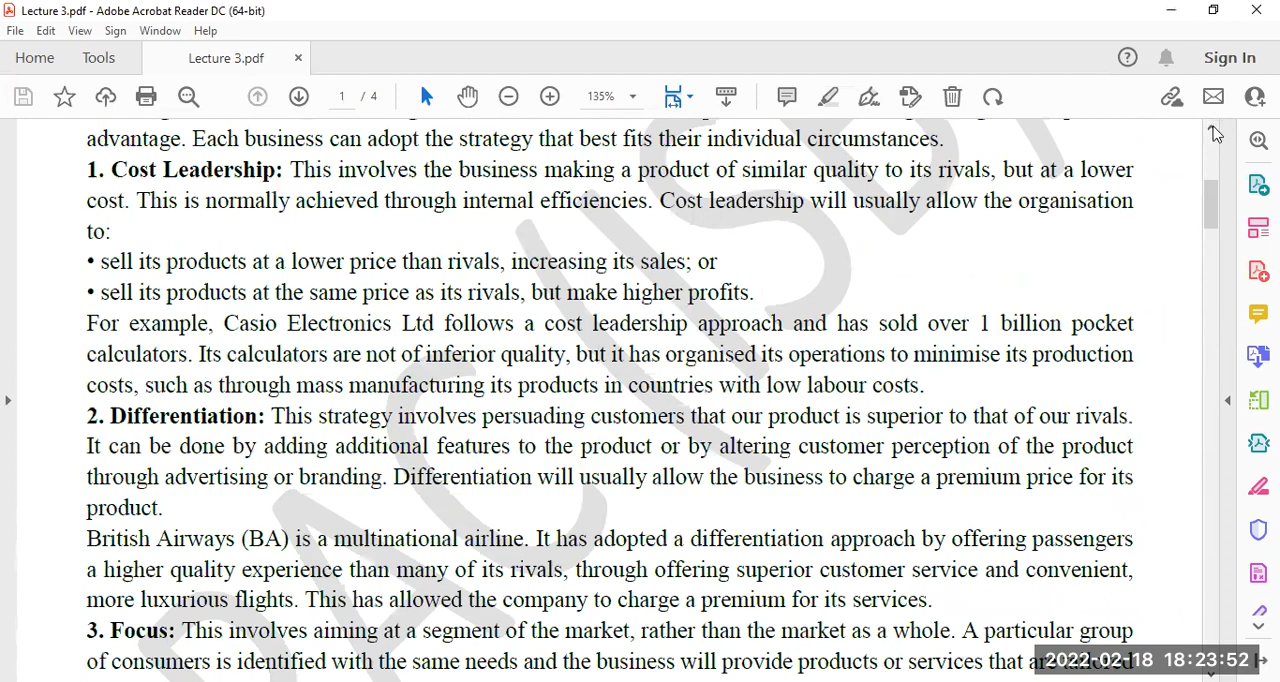 Lecture 3.pdf - Adobe Acrobat Reader DC (64-bit)
File Edit View Sign Window Help
Home Tools Lecture 3.pdf × Sign In
1 / 4 135%
advantage. Each business can adopt the strategy that best fits their individual circumstances.
1. Cost Leadership: This involves the business making a product of similar quality to its rivals, but at a lower
cost. This is normally achieved through internal efficiencies. Cost leadership will usually allow the organisation
to:
• sell its products at a lower price than rivals, increasing its sales; or
• sell its products at the same price as its rivals, but make higher profits.
For example, Casio Electronics Ltd follows a cost leadership approach and has sold over 1 billion pocket
calculators. Its calculators are not of inferior quality, but it has organised its operations to minimise its production
costs, such as through mass manufacturing its products in countries with low labour costs.
2. Differentiation: This strategy involves persuading customers that our product is superior to that of our rivals.
It can be done by adding additional features to the product or by altering customer perception of the product
through advertising or branding. Differentiation will usually allow the business to charge a premium price for its
product.
British Airways (BA) is a multinational airline. It has adopted a differentiation approach by offering passengers
a higher quality experience than many of its rivals, through offering superior customer service and convenient,
more luxurious flights. This has allowed the company to charge a premium for its services.
3. Focus: This involves aiming at a segment of the market, rather than the market as a whole. A particular group
of consumers is identified with the same needs and the business will provide products or services that are tailored
2022-02-18 18:23:52